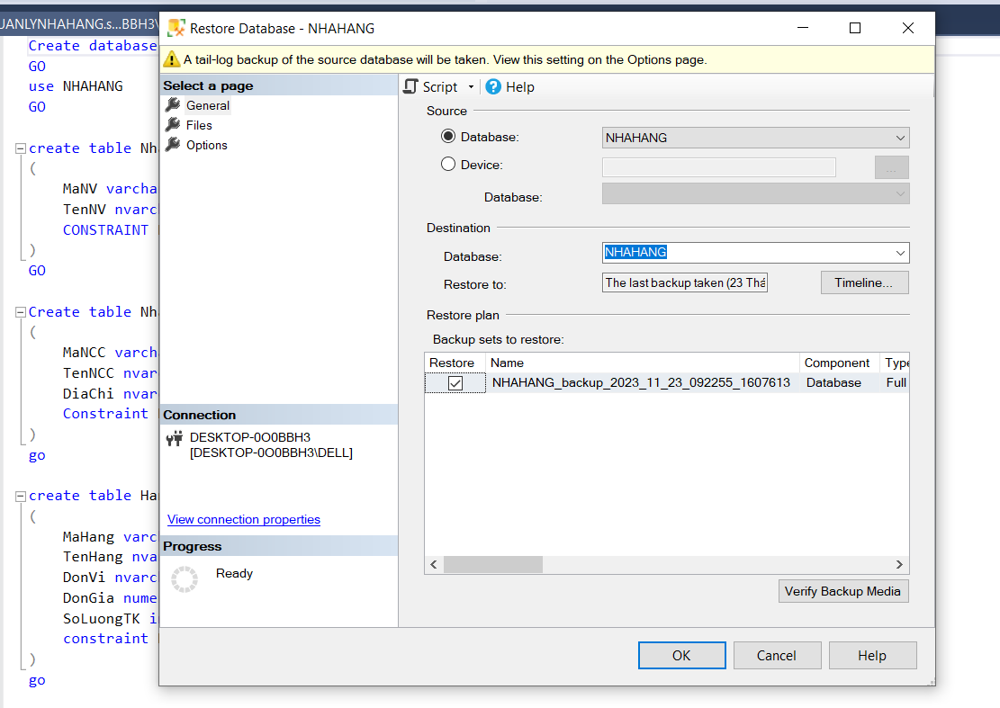 UANLYNHAHANG.s...BBH3\
Create database
GO
use NHAHANG
GO
create table Nh
(
MaNV varcha
TenNV nvarc
CONSTRAINT
)
GO
Create table Nh
(
MaNCC varch
TenNCC nvar
DiaChi nvar
Constraint
)
go
create table Ha
(
MaHang varc
TenHang nva
DonVi nvarc
DonGia nume
SoLuongTK i
constraint
)
go
Restore Database - NHAHANG
A tail-log backup of the source database will be taken. View this setting on the Options page.
Select a page
General
Files
Options
Connection
DESKTOP-0O0BBH3
[DESKTOP-0O0BBH3\DELL]
View connection properties
Progress
Ready
Script
Help
Source
Database: NHAHANG
Device: ...
Database:
Destination
Database: NHAHANG
Restore to: The last backup taken (23 Thá Timeline...
Restore plan
Backup sets to restore:
Restore Name Component Type
NHAHANG_backup_2023_11_23_092255_1607613 Database Full
Verify Backup Media
OK Cancel Help